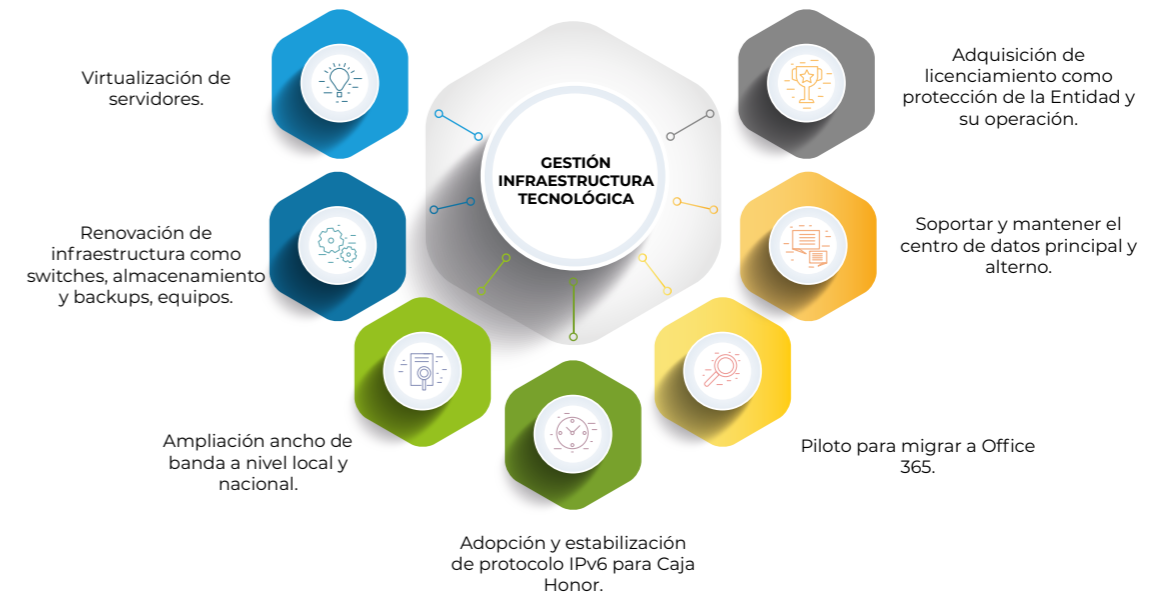 Virtualización de
servidores.
Renovación de
infraestructura como
switches, almacenamiento
y backups, equipos.
Ampliación ancho de
banda a nivel local y
nacional.
Adopción y estabilización
de protocolo IPv6 para Caja
Honor.
GESTIÓN
INFRAESTRUCTURA
TECNOLÓGICA
Adquisición de
licenciamiento como
protección de la Entidad y
su operación.
Soportar y mantener el
centro de datos principal y
alterno.
Piloto para migrar a Office
365.